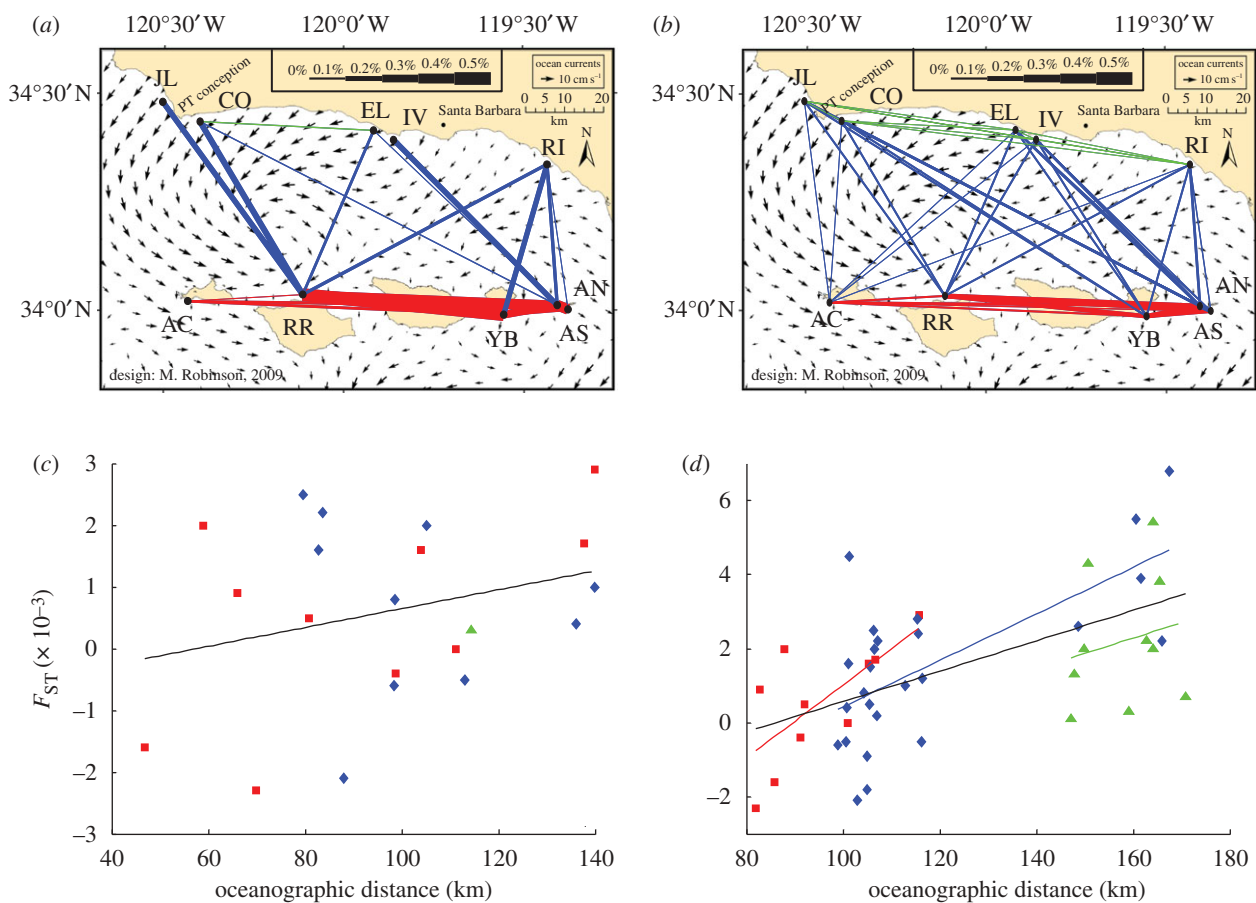 (a)
120°30′W 120°0′W 119°30′W
34°30′N
34°0′N
0% 0.1% 0.2% 0.3% 0.4% 0.5%
ocean currents
10 cm s⁻¹
0 5 10 20
km
N
JL
PT conception
CO
EL
IV
Santa Barbara
RI
AC
RR
YB
AN
AS
design: M. Robinson, 2009
(b)
120°30′W 120°0′W 119°30′W
34°30′N
34°0′N
0% 0.1% 0.2% 0.3% 0.4% 0.5%
ocean currents
10 cm s⁻¹
0 5 10 20
km
N
JL
PT conception
CO
EL
IV
Santa Barbara
RI
AC
RR
YB
AN
AS
design: M. Robinson, 2009
(c)
F_ST (× 10⁻³)
3
2
1
0
−1
−2
−3
40 60 80 100 120 140
oceanographic distance (km)
(d)
6
4
2
0
−2
80 100 120 140 160 180
oceanographic distance (km)